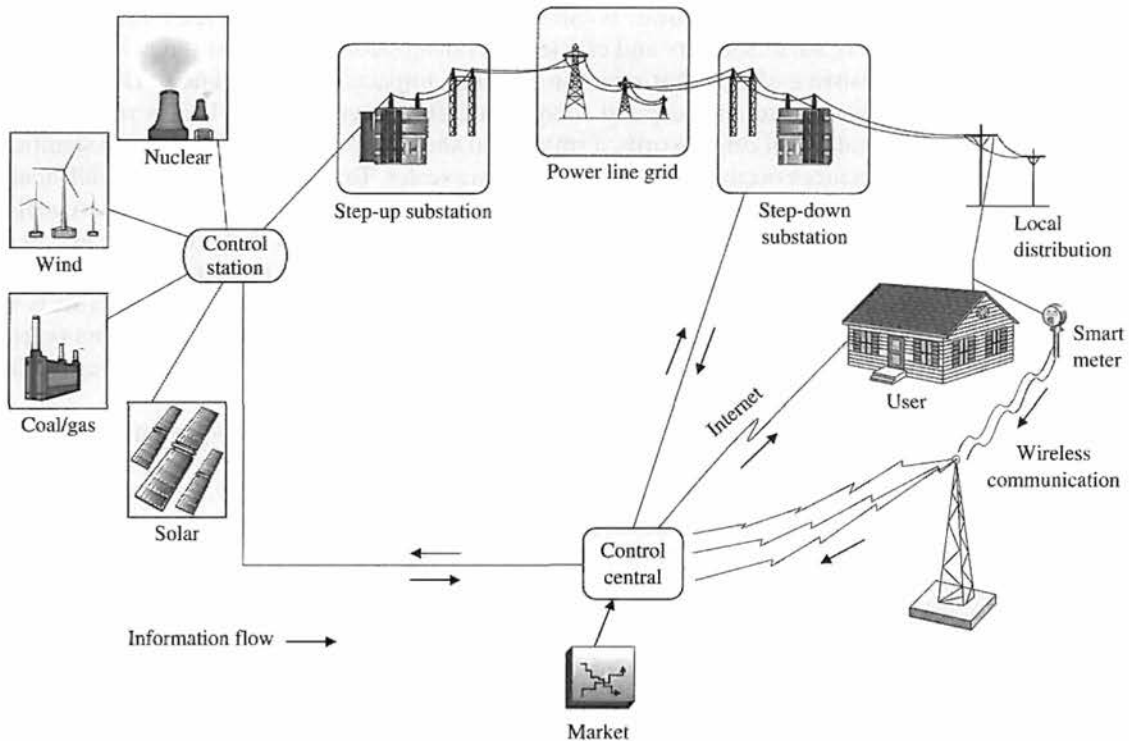 Nuclear
Wind
Coal/gas
Solar
Control
station
Step-up substation
Power line grid
Step-down
substation
Local
distribution
Smart
meter
User
Internet
Wireless
communication
Control
central
Information flow
Market